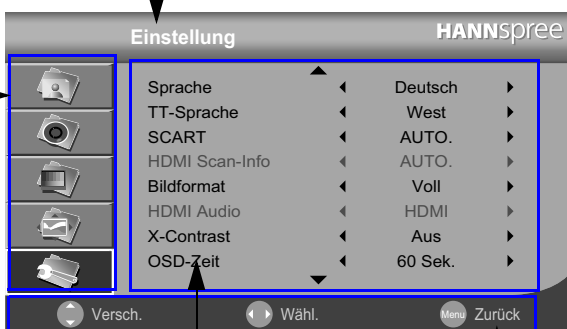 Einstellung HANNspree
Sprache Deutsch
TT-Sprache West
SCART AUTO.
HDMI Scan-Info AUTO.
Bildformat Voll
HDMI Audio HDMI
X-Contrast Aus
OSD-Zeit 60 Sek.
Versch. Wähl. Menu Zurück